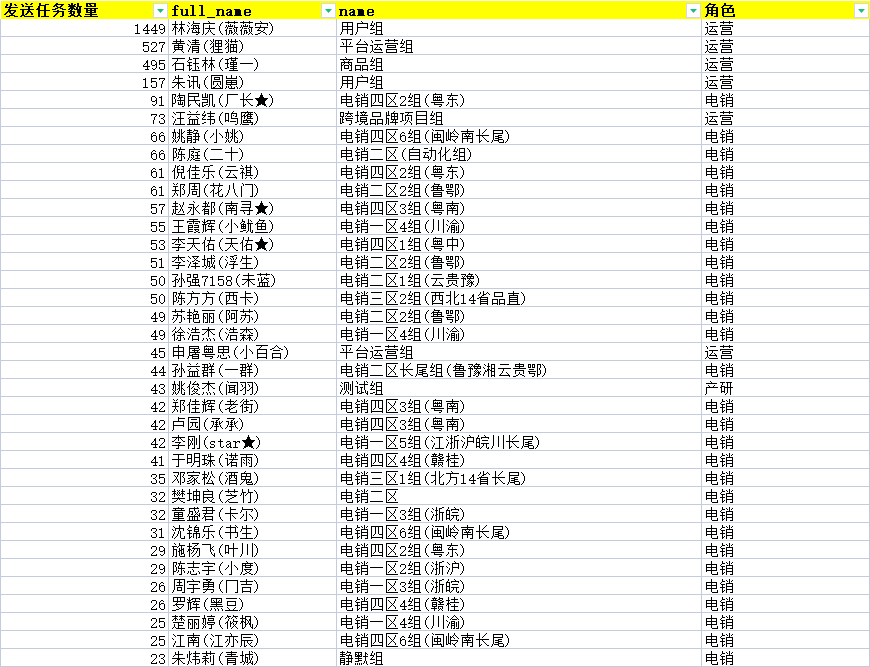 发送任务数量 full_name name 角色
1449 林海庆(薇薇安) 用户组 运营
527 黄清(狸猫) 平台运营组 运营
495 石钰林(瑾一) 商品组 运营
157 朱讯(圆崽) 用户组 运营
91 陶民凯(厂长★) 电销四区2组(粤东) 电销
73 汪益纬(呜鹰) 跨境品牌项目组 运营
66 姚静(小姚) 电销四区6组(闽岭南长尾) 电销
66 陈庭(二十) 电销二区(自动化组) 电销
61 倪佳乐(云祺) 电销四区2组(粤东) 电销
61 郑周(花八门) 电销二区2组(鲁鄂) 电销
57 赵永都(南寻★) 电销四区3组(粤南) 电销
55 王霞辉(小鱿鱼) 电销一区4组(川渝) 电销
53 李天佑(天佑★) 电销四区1组(粤中) 电销
51 李泽城(浮生) 电销二区2组(鲁鄂) 电销
50 孙强7158(未蓝) 电销二区1组(云贵豫) 电销
50 陈方方(西卡) 电销三区2组(西北14省品直) 电销
49 苏艳丽(阿苏) 电销二区2组(鲁鄂) 电销
49 徐浩杰(浩森) 电销一区4组(川渝) 电销
45 申屠粤思(小百合) 平台运营组 运营
44 孙益群(一群) 电销二区长尾组(鲁豫湘云贵鄂) 电销
43 姚俊杰(闻羽) 测试组 产研
42 郑佳辉(老街) 电销四区3组(粤南) 电销
42 卢园(承承) 电销四区3组(粤南) 电销
42 李刚(star★) 电销一区5组(江浙沪皖川长尾) 电销
41 于明珠(诺雨) 电销四区4组(赣桂) 电销
35 邓家松(酒鬼) 电销三区1组(北方14省长尾) 电销
32 樊坤良(芝竹) 电销二区 电销
32 童盛君(卡尔) 电销一区3组(浙皖) 电销
31 沈锦乐(书生) 电销四区6组(闽岭南长尾) 电销
29 施杨飞(叶川) 电销四区2组(粤东) 电销
29 陈志宇(小度) 电销一区2组(浙沪) 电销
26 周宇勇(冂吉) 电销一区3组(浙皖) 电销
26 罗辉(黑豆) 电销四区4组(赣桂) 电销
25 楚丽婷(筱枫) 电销一区4组(川渝) 电销
25 江南(江亦辰) 电销四区6组(闽岭南长尾) 电销
23 朱炜莉(青城) 静默组 电销